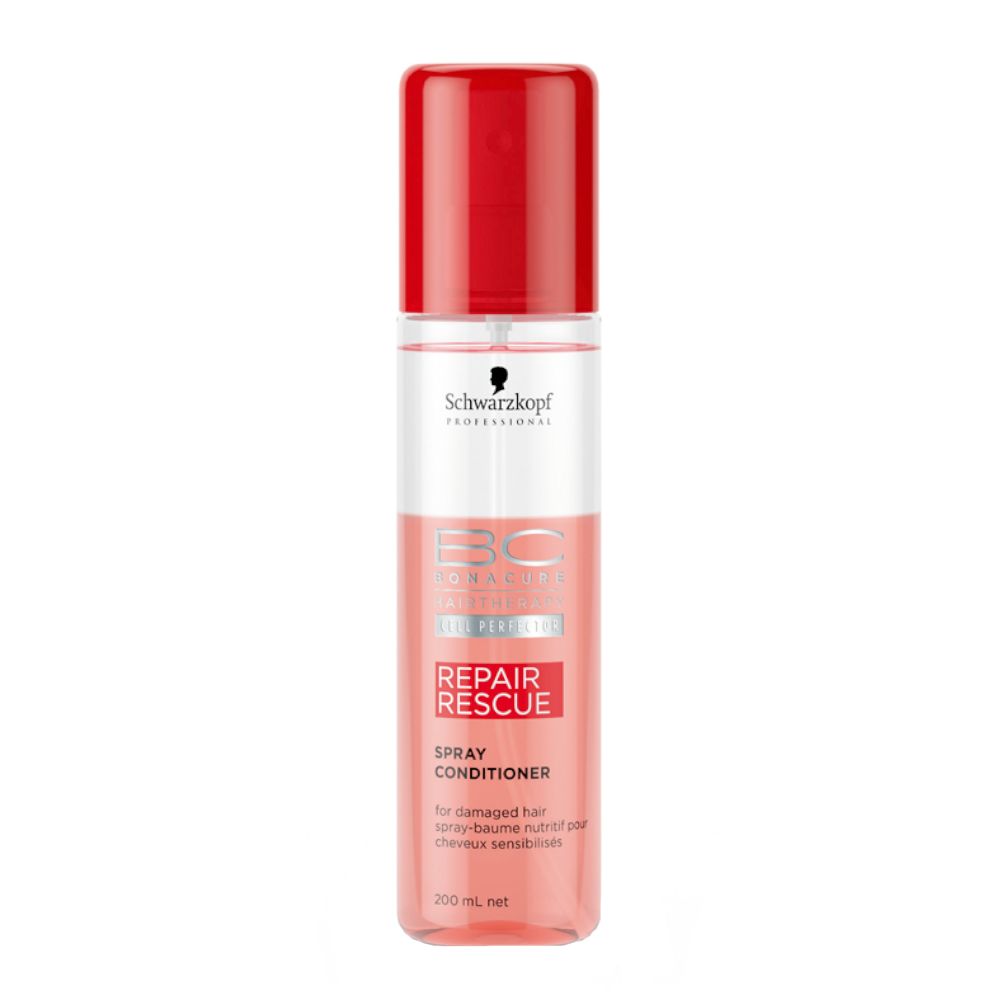 Schwarzkopf
PROFESSIONAL
BC
BONACURE
HAIRTHERAPY
CELL PERFECTOR
REPAIR
RESCUE
SPRAY
CONDITIONER
for damaged hair
spray-baume nutritif pour
cheveux sensibilisés
200 mL net